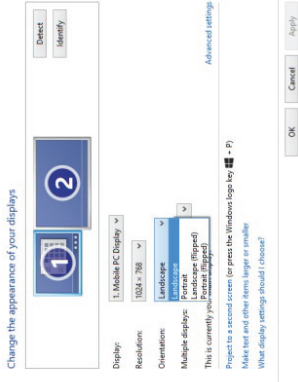 Change the appearance of your displays
1
2
Detect
Identify
Display:
1. Mobile PC Display
Resolution:
1024 × 768
Orientation:
Landscape
Landscape
Portrait
Landscape (flipped)
Portrait (flipped)
Multiple displays:
This is currently your main display.
Advanced settings
Project to a second screen (or press the Windows logo key + P)
Make text and other items larger or smaller
What display settings should I choose?
OK
Cancel
Apply